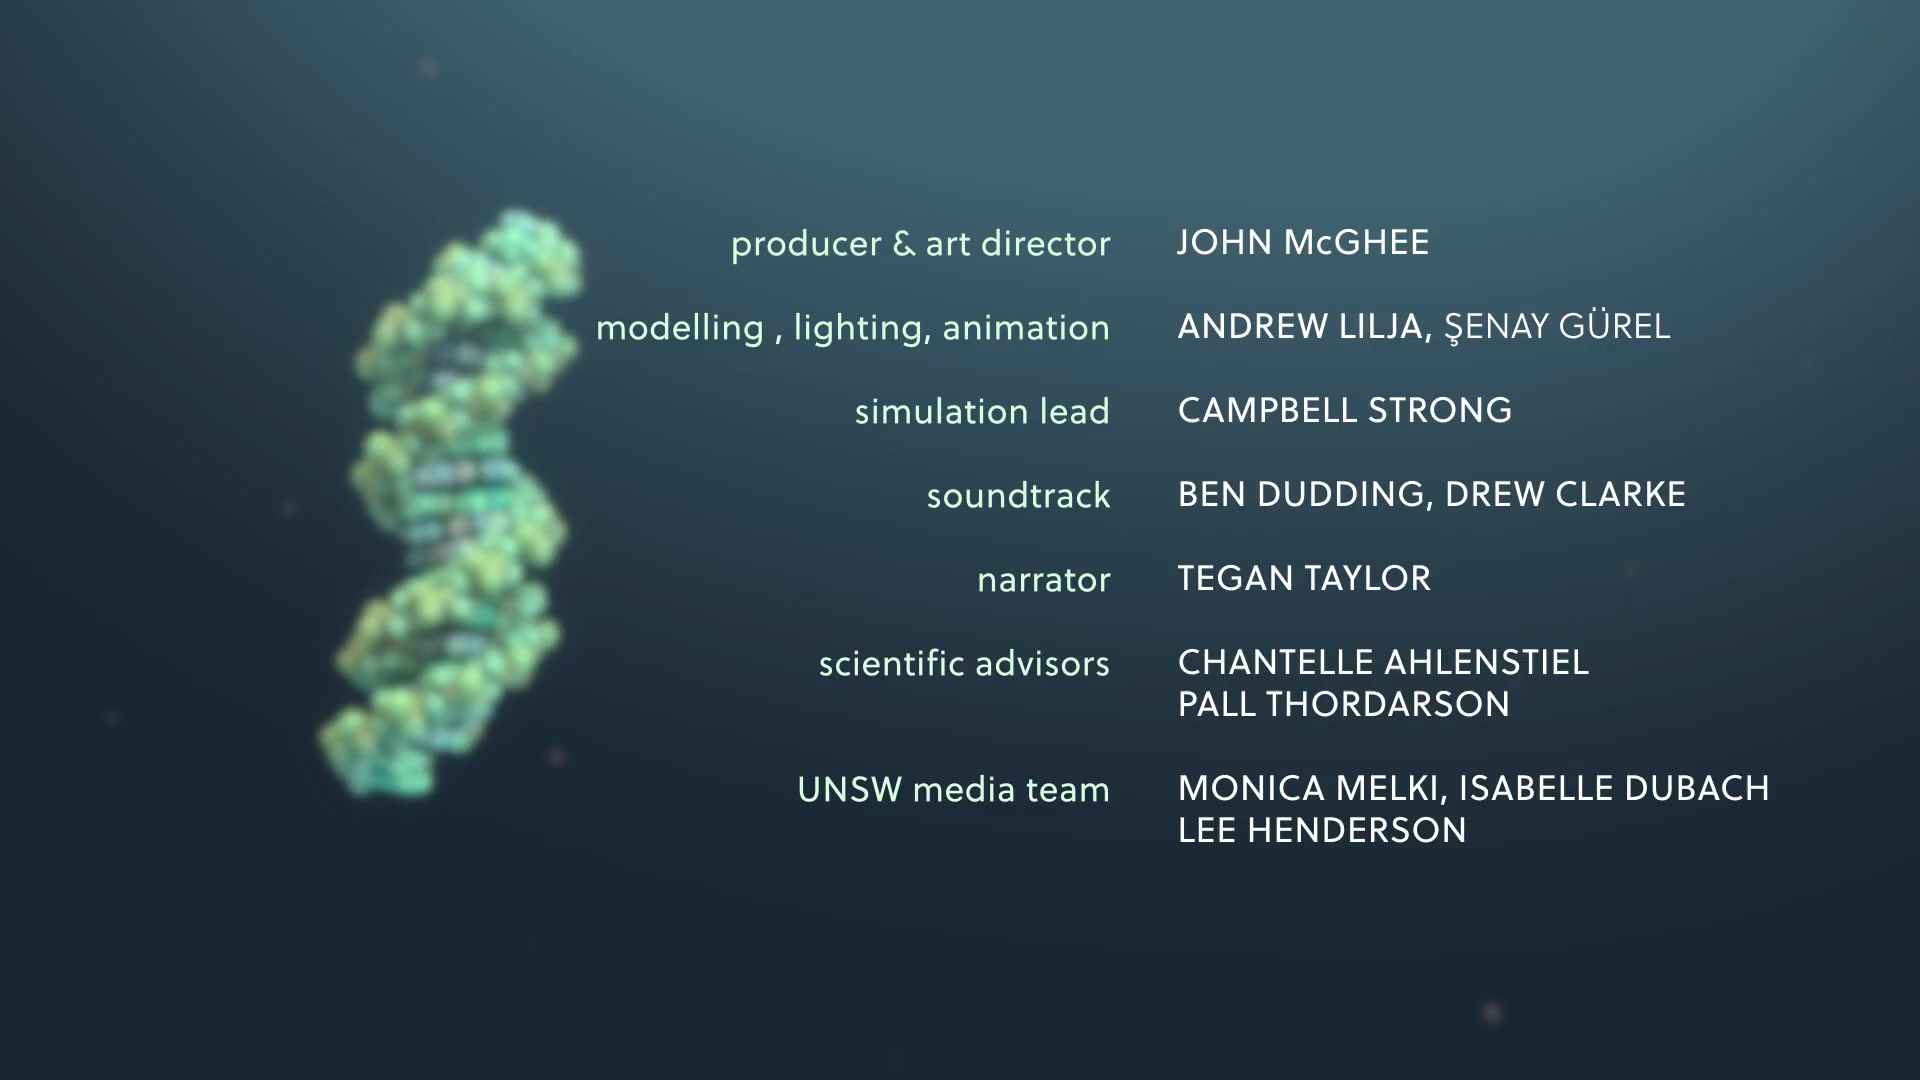 producer & art director JOHN McGHEE
modelling , lighting, animation ANDREW LILJA, ŞENAY GÜREL
simulation lead CAMPBELL STRONG
soundtrack BEN DUDDING, DREW CLARKE
narrator TEGAN TAYLOR
scientific advisors CHANTELLE AHLENSTIEL
PALL THORDARSON
UNSW media team MONICA MELKI, ISABELLE DUBACH
LEE HENDERSON